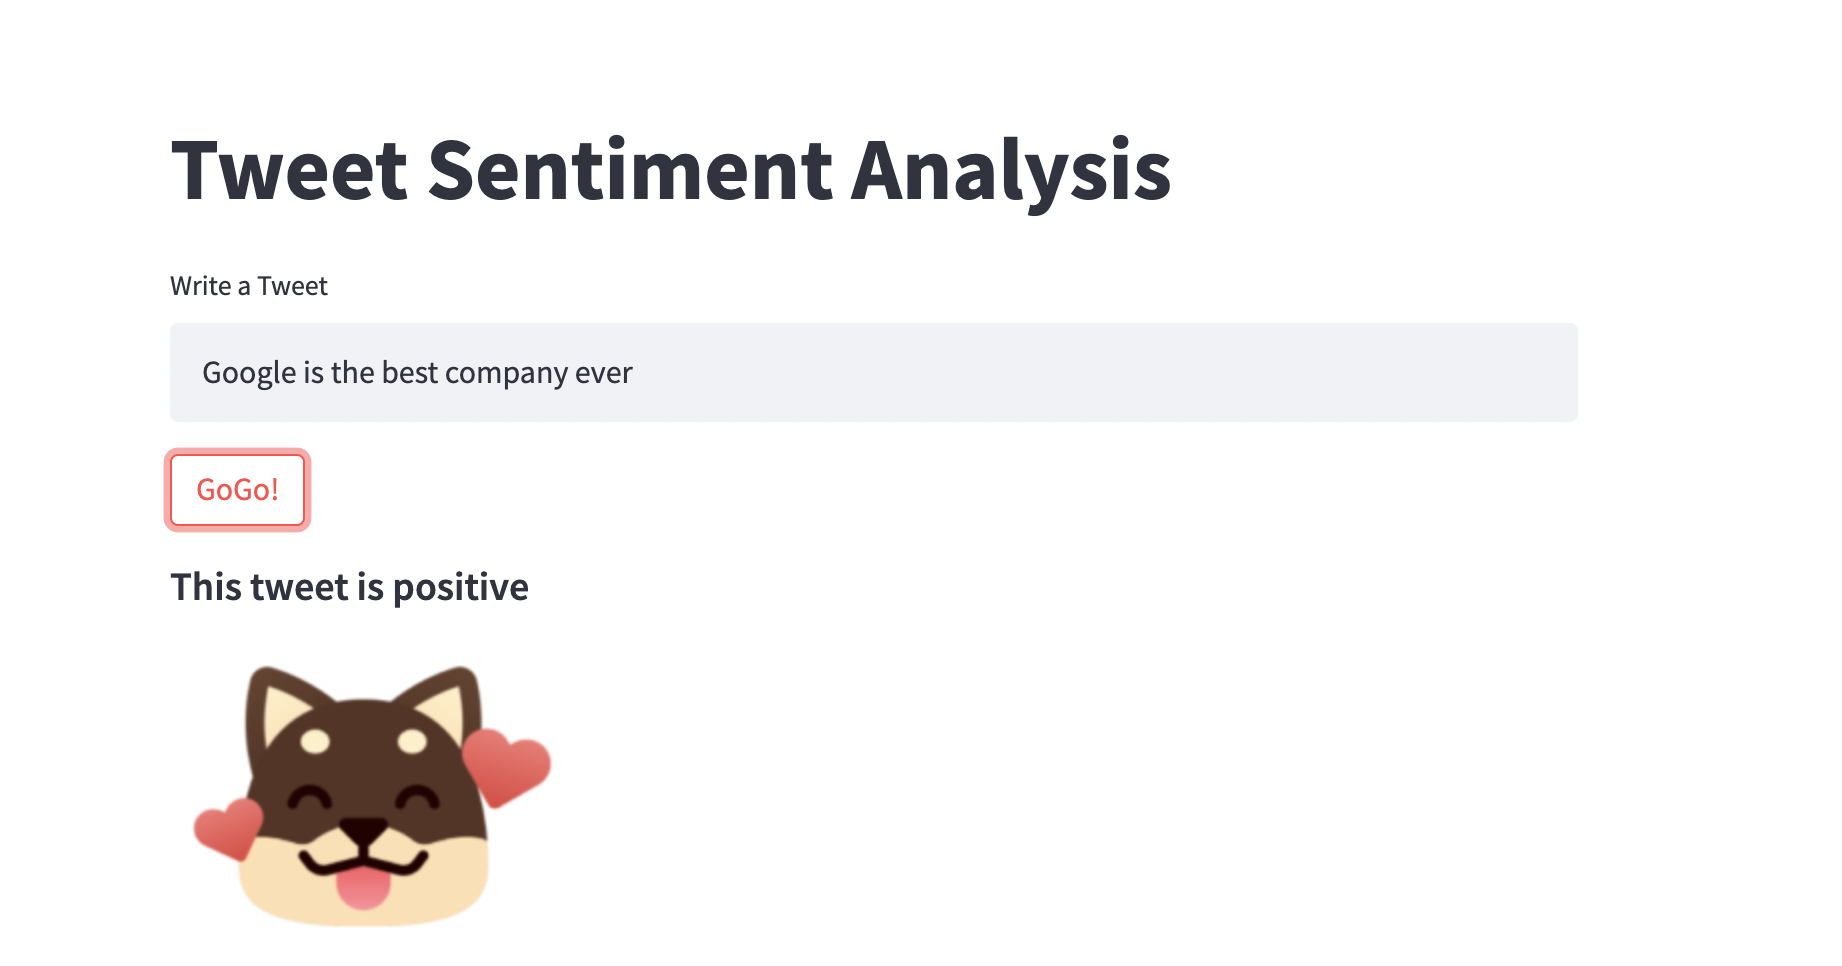 Tweet Sentiment Analysis
Write a Tweet
Google is the best company ever
GoGo!
This tweet is positive